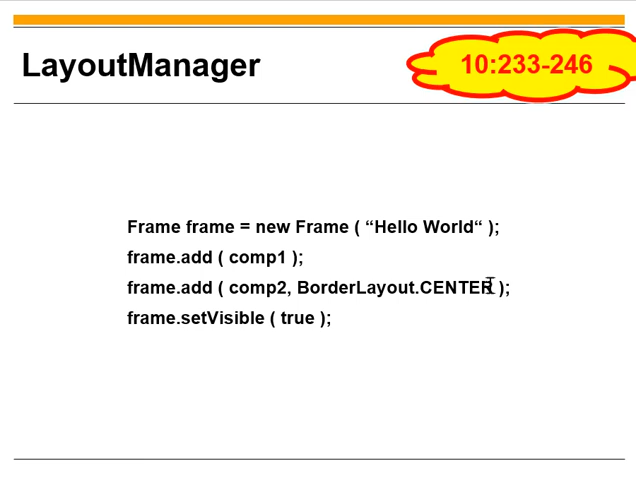 LayoutManager
10:233-246
Frame frame = new Frame ( “Hello World“ );
frame.add ( comp1 );
frame.add ( comp2, BorderLayout.CENTER );
frame.setVisible ( true );